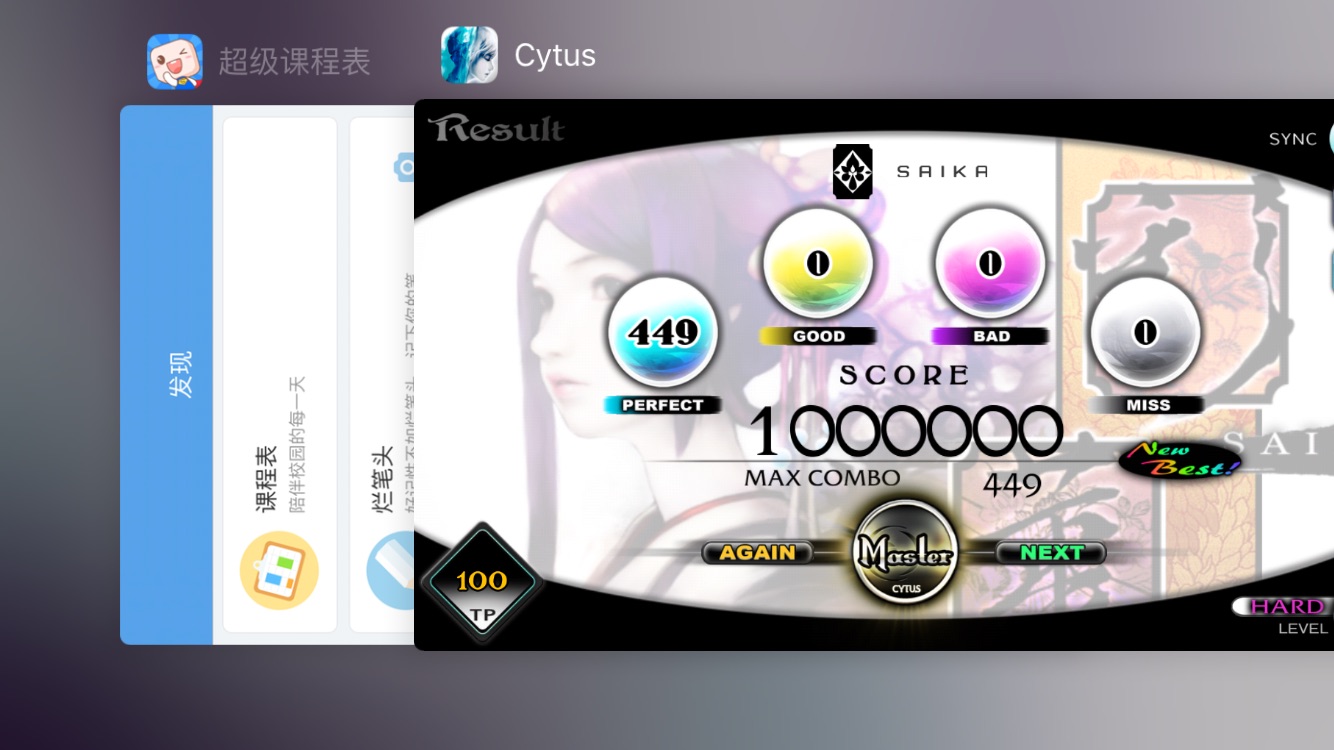 超级课程表
Cytus
发现
课程表
陪伴校园的每一天
烂笔头
Result
SYNC
SAIKA
0
GOOD
0
BAD
449
PERFECT
0
MISS
SCORE
1000000
New Best!
MAX COMBO
449
AGAIN
Master
CYTUS
NEXT
100
TP
SAI
HARD
LEVEL